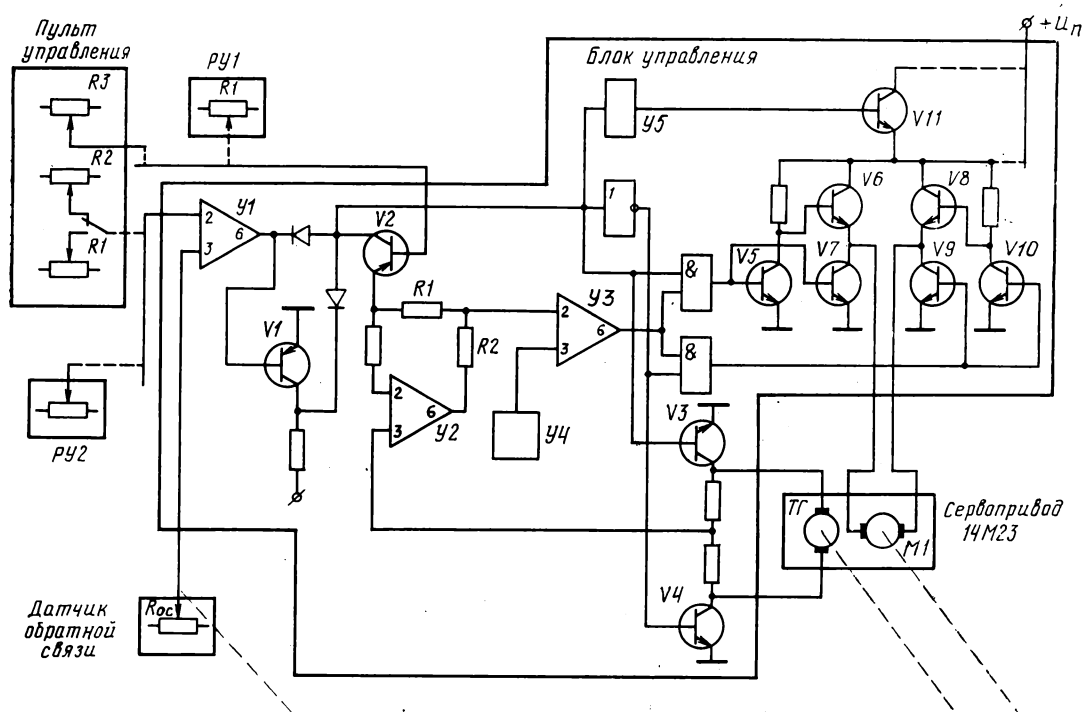 Пульт
управления
R3
R2
R1
РУ1
R1
Блок управления
+Uп
У5
V11
1
2
3
У1
6
V2
R1
R2
V1
2
3
6
У2
2
3
6
У3
У4
&
&
V5
V6
V7
V8
V9
V10
V3
V4
РУ2
Датчик
обратной
связи
Rос
ТГ
М1
Сервопривод
14М23